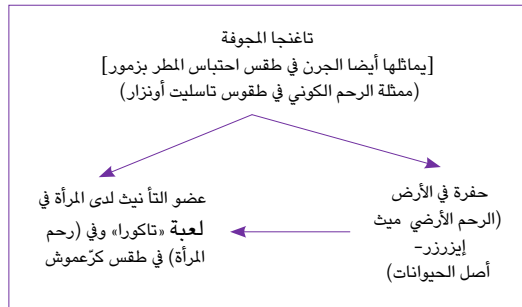 تاغنجا المجوفة
[يماثلها أيضا الجرن في طقس احتباس المطر بزمور]
(ممثلة الرحم الكوني في طقوس تاسليت أونزار)
حفرة في الأرض
(الرحم الأرضي ميث
إيزرزر-
أصل الحيوانات)
عضو التأ نيث لدى المرأة في
لعبة «تاكورا» وفي (رحم
المرأة) في طقس كرّعموش